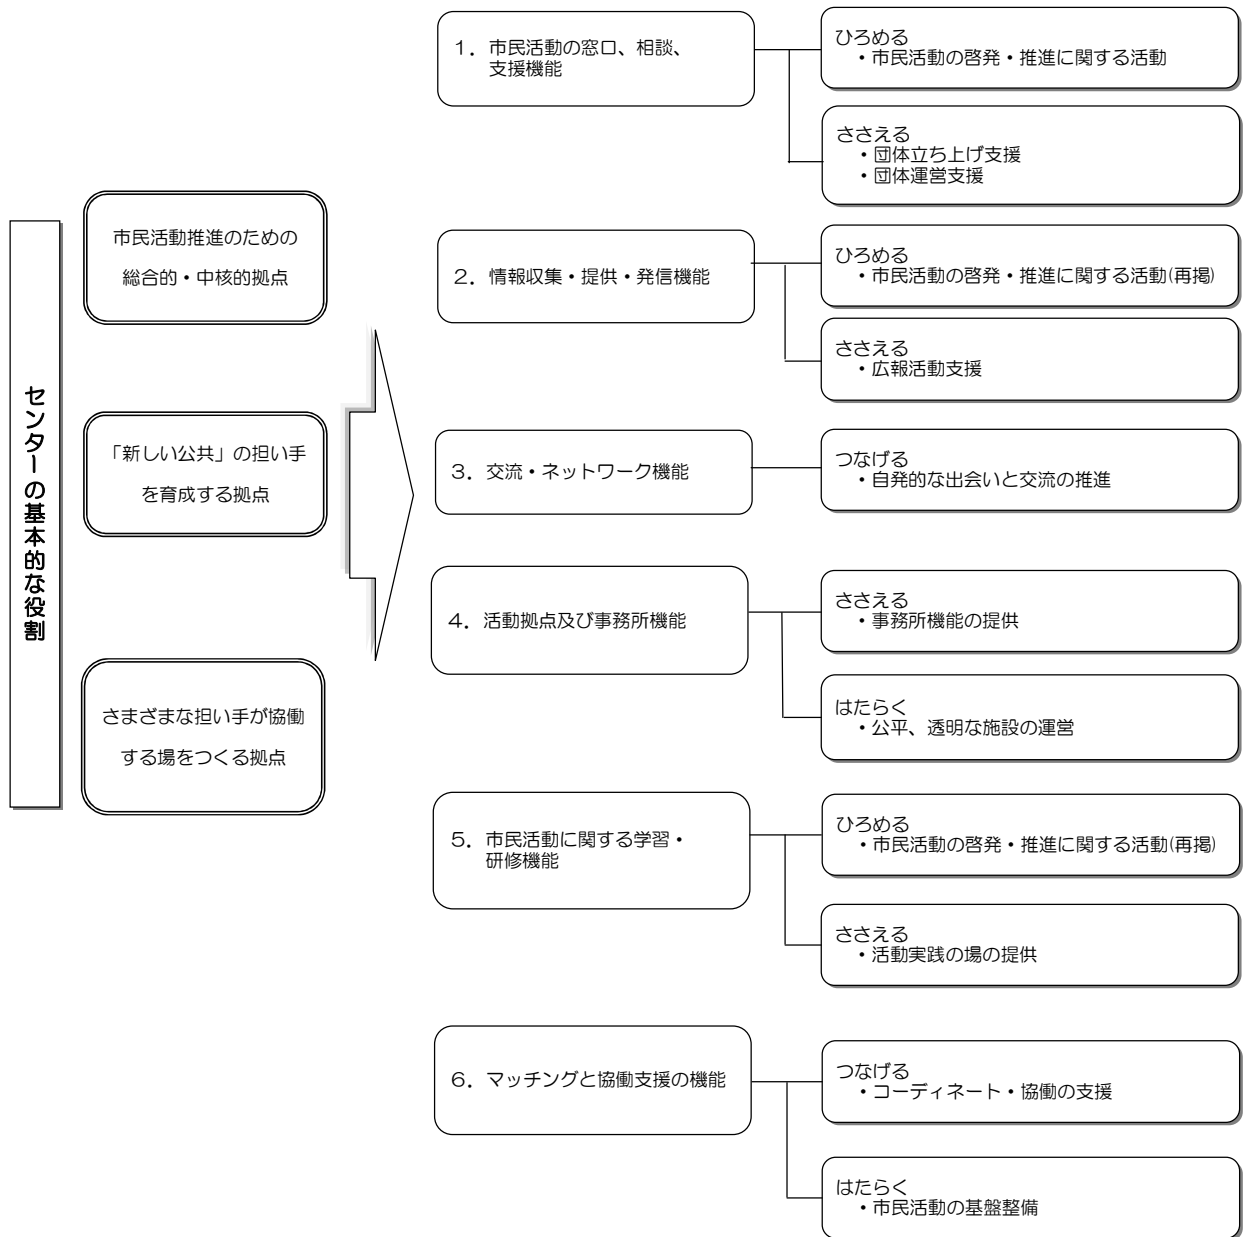 センターの基本的な役割
市民活動推進のための
総合的・中核的拠点
「新しい公共」の担い手
を育成する拠点
さまざまな担い手が協働
する場をつくる拠点
1．市民活動の窓口、相談、
支援機能
ひろめる
・市民活動の啓発・推進に関する活動
ささえる
・団体立ち上げ支援
・団体運営支援
2．情報収集・提供・発信機能
ひろめる
・市民活動の啓発・推進に関する活動(再掲)
ささえる
・広報活動支援
3．交流・ネットワーク機能
つなげる
・自発的な出会いと交流の推進
4．活動拠点及び事務所機能
ささえる
・事務所機能の提供
はたらく
・公平、透明な施設の運営
5．市民活動に関する学習・
研修機能
ひろめる
・市民活動の啓発・推進に関する活動(再掲)
ささえる
・活動実践の場の提供
6．マッチングと協働支援の機能
つなげる
・コーディネート・協働の支援
はたらく
・市民活動の基盤整備